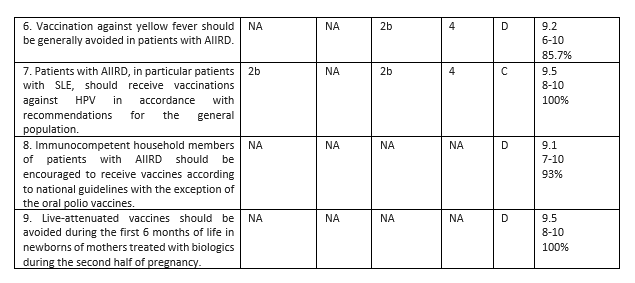 6. Vaccination against yellow fever should NA NA 2b 4 D 9.2
be generally avoided in patients with AIIRD. 6-10
85.7%
7. Patients with AIIRD, in particular patients 2b NA 2b 4 C 9.5
with SLE, should receive vaccinations 8-10
against HPV in accordance with 100%
recommendations for the general
population.
8. Immunocompetent household members NA NA NA NA D 9.1
of patients with AIIRD should be 7-10
encouraged to receive vaccines according 93%
to national guidelines with the exception of
the oral polio vaccines.
9. Live-attenuated vaccines should be NA NA NA NA D 9.5
avoided during the first 6 months of life in 8-10
newborns of mothers treated with biologics 100%
during the second half of pregnancy.